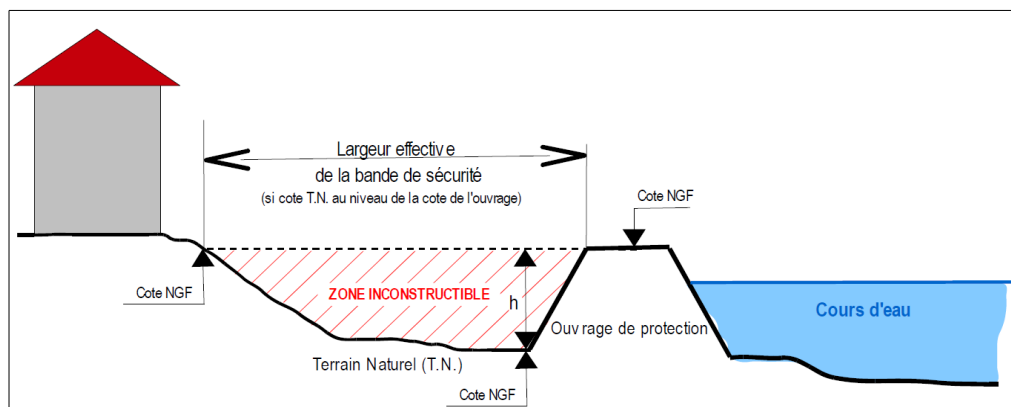 Largeur effective
de la bande de sécurité
(si cote T.N. au niveau de la cote de l'ouvrage)
Cote NGF
Cote NGF
ZONE INCONSTRUCTIBLE
h
Ouvrage de protection
Cours d'eau
Terrain Naturel (T.N.)
Cote NGF